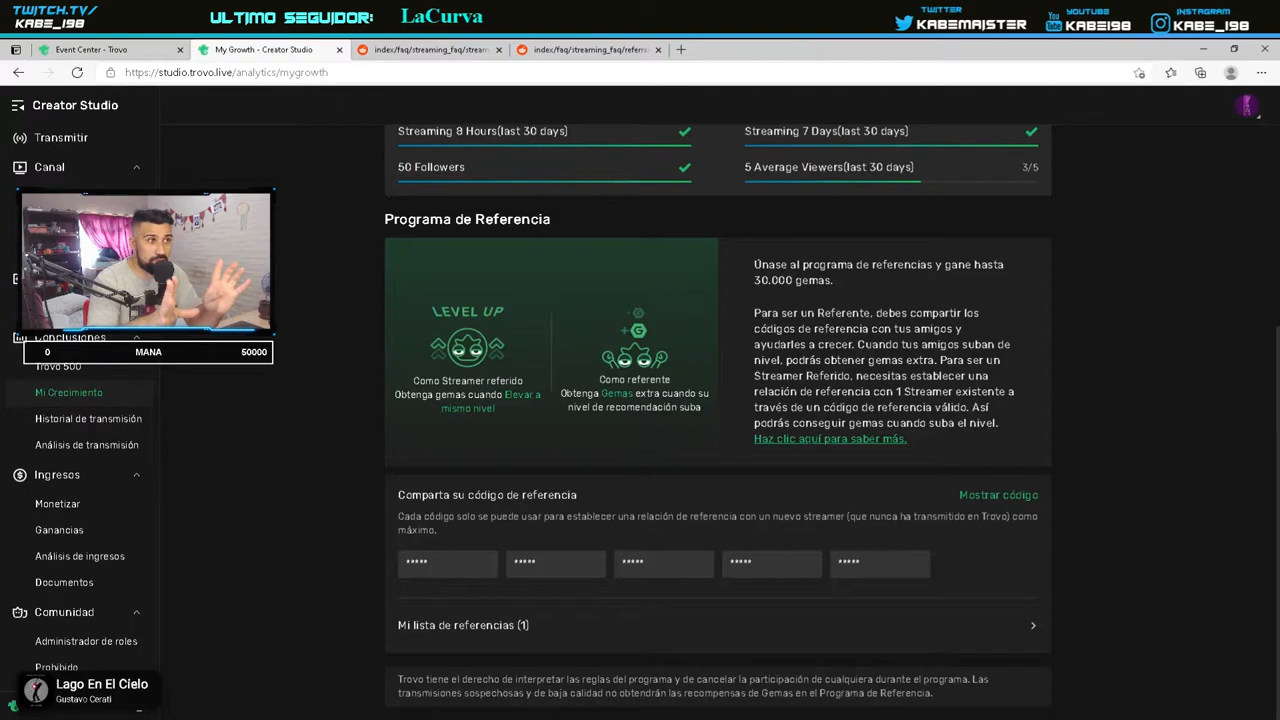 TWITCH.TV/
KABE_198
ULTIMO SEGUIDOR:
LaCurva
TWITTER
KABEMAJSTER
YOUTUBE
KABE198
INSTAGRAM
KABE_198
Event Center - Trovo
My Growth - Creator Studio
index/faq/streaming_faq/stream
index/faq/streaming_faq/referra
https://studio.trovo.live/analytics/mygrowth
Creator Studio
Transmitir
Canal
Conclusiones
0 MANA 50000
Trovo 500
Mi Crecimiento
Historial de transmisión
Análisis de transmisión
Ingresos
Monetizar
Ganancias
Análisis de ingresos
Documentos
Comunidad
Administrador de roles
Prohibido
Lago En El Cielo
Gustavo Cerati
Streaming 8 Hours(last 30 days)
Streaming 7 Days(last 30 days)
50 Followers
5 Average Viewers(last 30 days) 3/5
Programa de Referencia
LEVEL UP
Como Streamer referido
Obtenga gemas cuando Elevar a
mismo nivel
+G
Como referente
Obtenga Gemas extra cuando su
nivel de recomendación suba
Únase al programa de referencias y gane hasta
30.000 gemas.
Para ser un Referente, debes compartir los
códigos de referencia con tus amigos y
ayudarles a crecer. Cuando tus amigos suban de
nivel, podrás obtener gemas extra. Para ser un
Streamer Referido, necesitas establecer una
relación de referencia con 1 Streamer existente a
través de un código de referencia válido. Así
podrás conseguir gemas cuando suba el nivel.
Haz clic aquí para saber más.
Comparta su código de referencia
Mostrar código
Cada código solo se puede usar para establecer una relación de referencia con un nuevo streamer (que nunca ha transmitido en Trovo) como
máximo.
***** ***** ***** ***** *****
Mi lista de referencias (1)
Trovo tiene el derecho de interpretar las reglas del programa y de cancelar la participación de cualquiera durante el programa. Las
transmisiones sospechosas y de baja calidad no obtendrán las recompensas de Gemas en el Programa de Referencia.